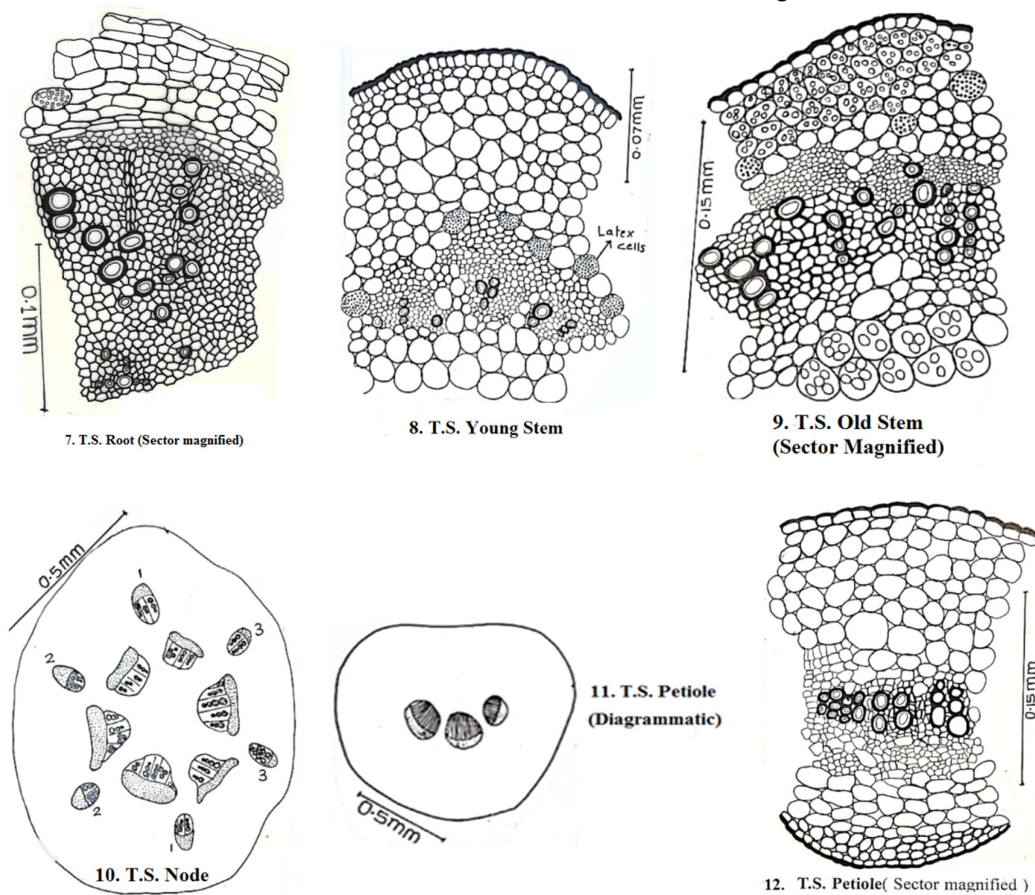 0.1mm
7. T.S. Root (Sector magnified)
0.07mm
Latex
cells
8. T.S. Young Stem
0.15mm
9. T.S. Old Stem
(Sector Magnified)
0.5mm
1
2
3
3
2
1
10. T.S. Node
11. T.S. Petiole
(Diagrammatic)
0.5mm
0.15mm
12. T.S. Petiole( Sector magnified )